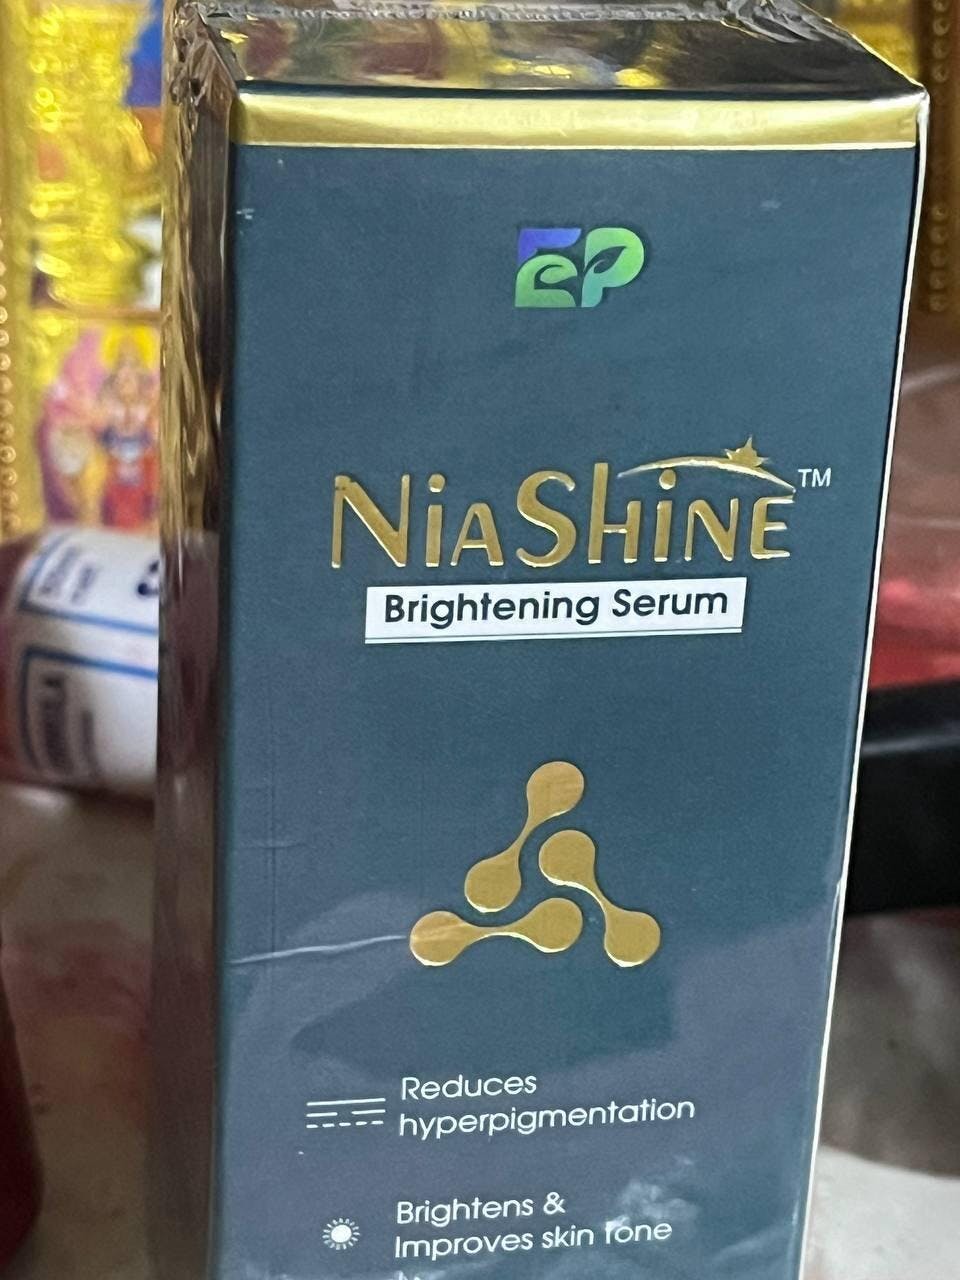 EP
NiaShine™
Brightening Serum
Reduces
hyperpigmentation
Brightens &
Improves skin tone